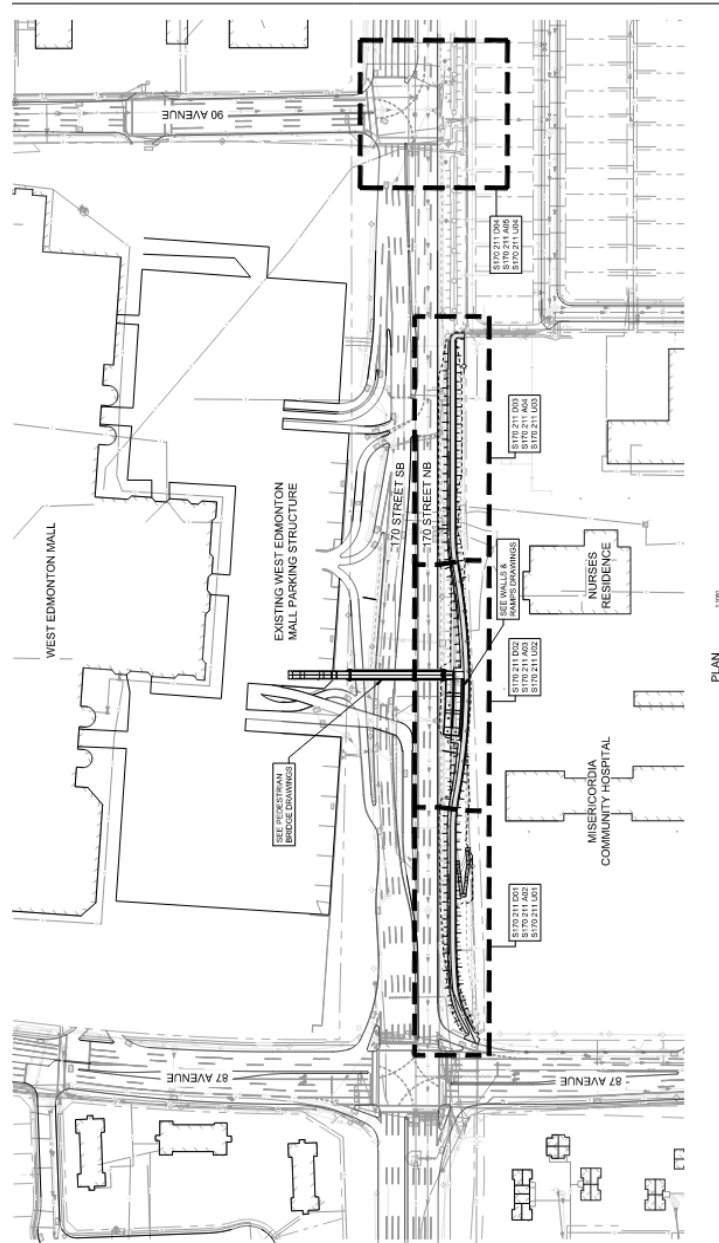 90 AVENUE
S170 211 D04
S170 211 A05
S170 211 U04
WEST EDMONTON MALL
EXISTING WEST EDMONTON
MALL PARKING STRUCTURE
170 STREET SB
170 STREET NB
S170 211 D03
S170 211 A04
S170 211 U03
SEE WALLS &
RAMPS DRAWINGS
NURSES
RESIDENCE
SEE PEDESTRIAN
BRIDGE DRAWINGS
S170 211 D02
S170 211 A03
S170 211 U02
PLAN
MISERICORDIA
COMMUNITY HOSPITAL
S170 211 D01
S170 211 A02
S170 211 U01
87 AVENUE
87 AVENUE